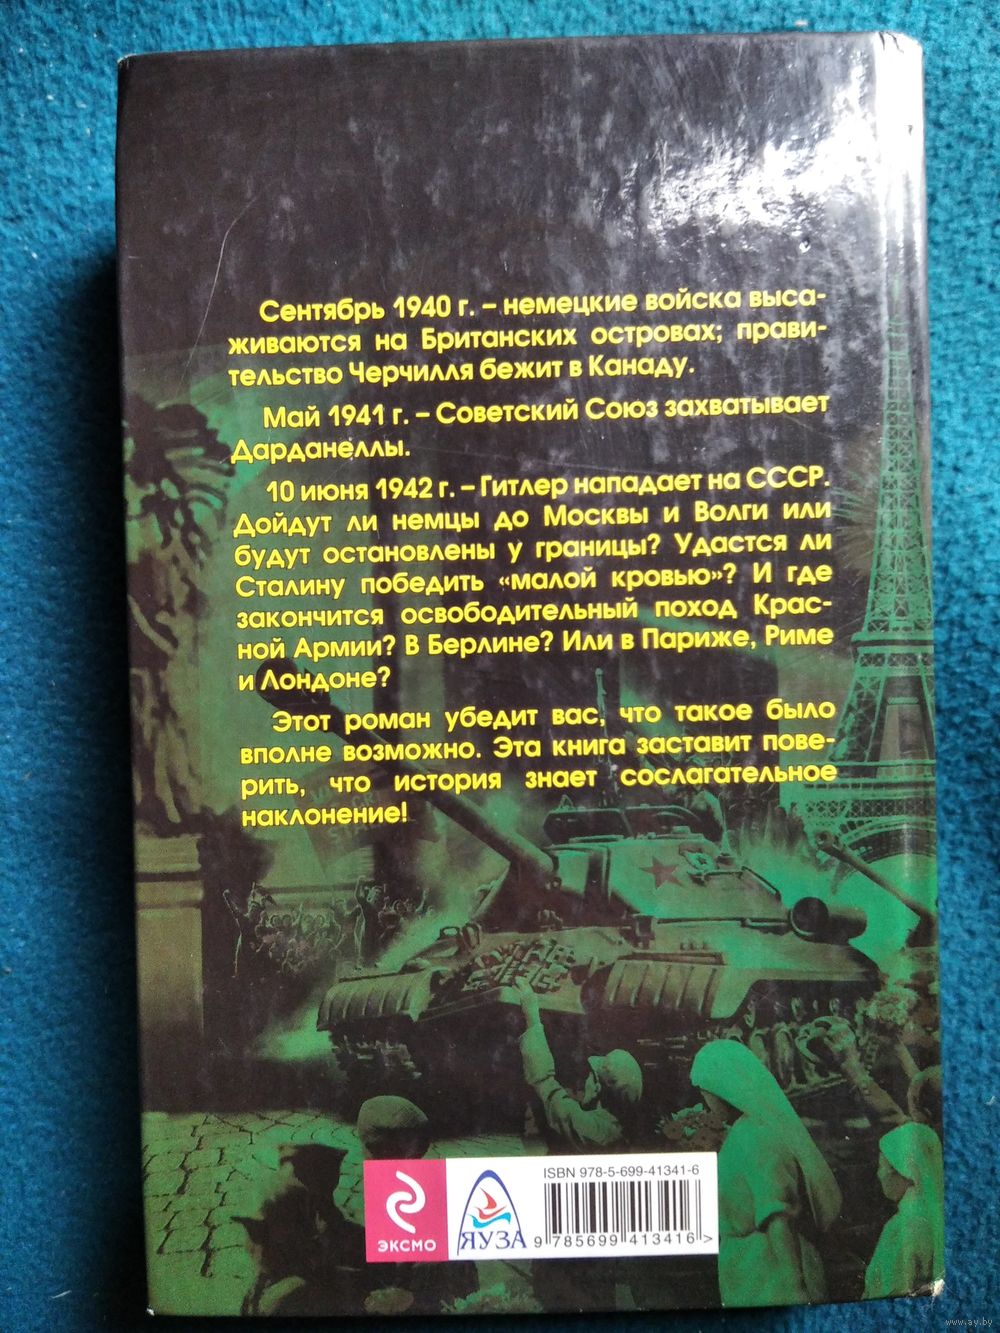 Сентябрь 1940 г. – немецкие войска выса-
живаются на Британских островах; прави-
тельство Черчилля бежит в Канаду.
Май 1941 г. – Советский Союз захватывает
Дарданеллы.
10 июня 1942 г. – Гитлер нападает на СССР.
Дойдут ли немцы до Москвы и Волги или
будут остановлены у границы? Удастся ли
Сталину победить «малой кровью»? И где
закончится освободительный поход Крас-
ной Армии? В Берлине? Или в Париже, Риме
и Лондоне?
Этот роман убедит вас, что такое было
вполне возможно. Эта книга заставит пове-
рить, что история знает сослагательное
наклонение!
ISBN 978-5-699-41341-6
ЭКСМО
ЯУЗА
9 785699 413416 >
www.ay.by